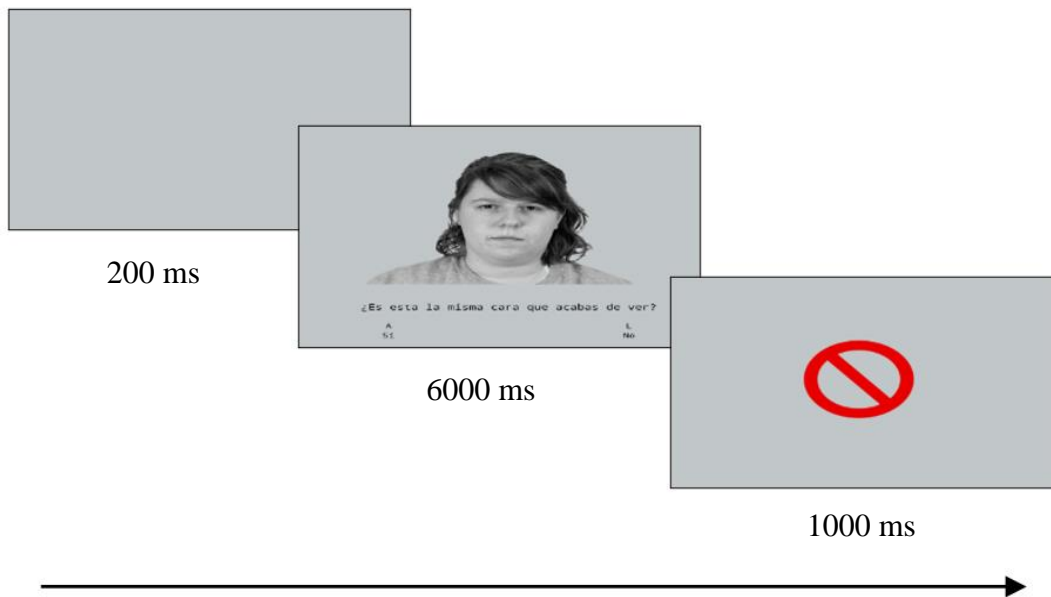 200 ms
¿Es esta la misma cara que acabas de ver?
A L
Sí No
6000 ms
1000 ms